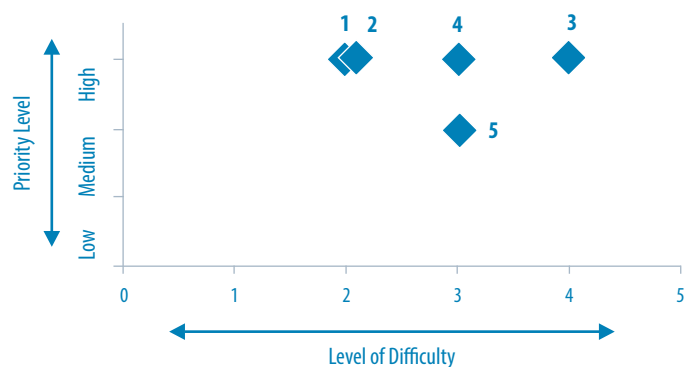 1 2 4 3
5
Priority Level
High
Medium
Low
0 1 2 3 4 5
Level of Difficulty